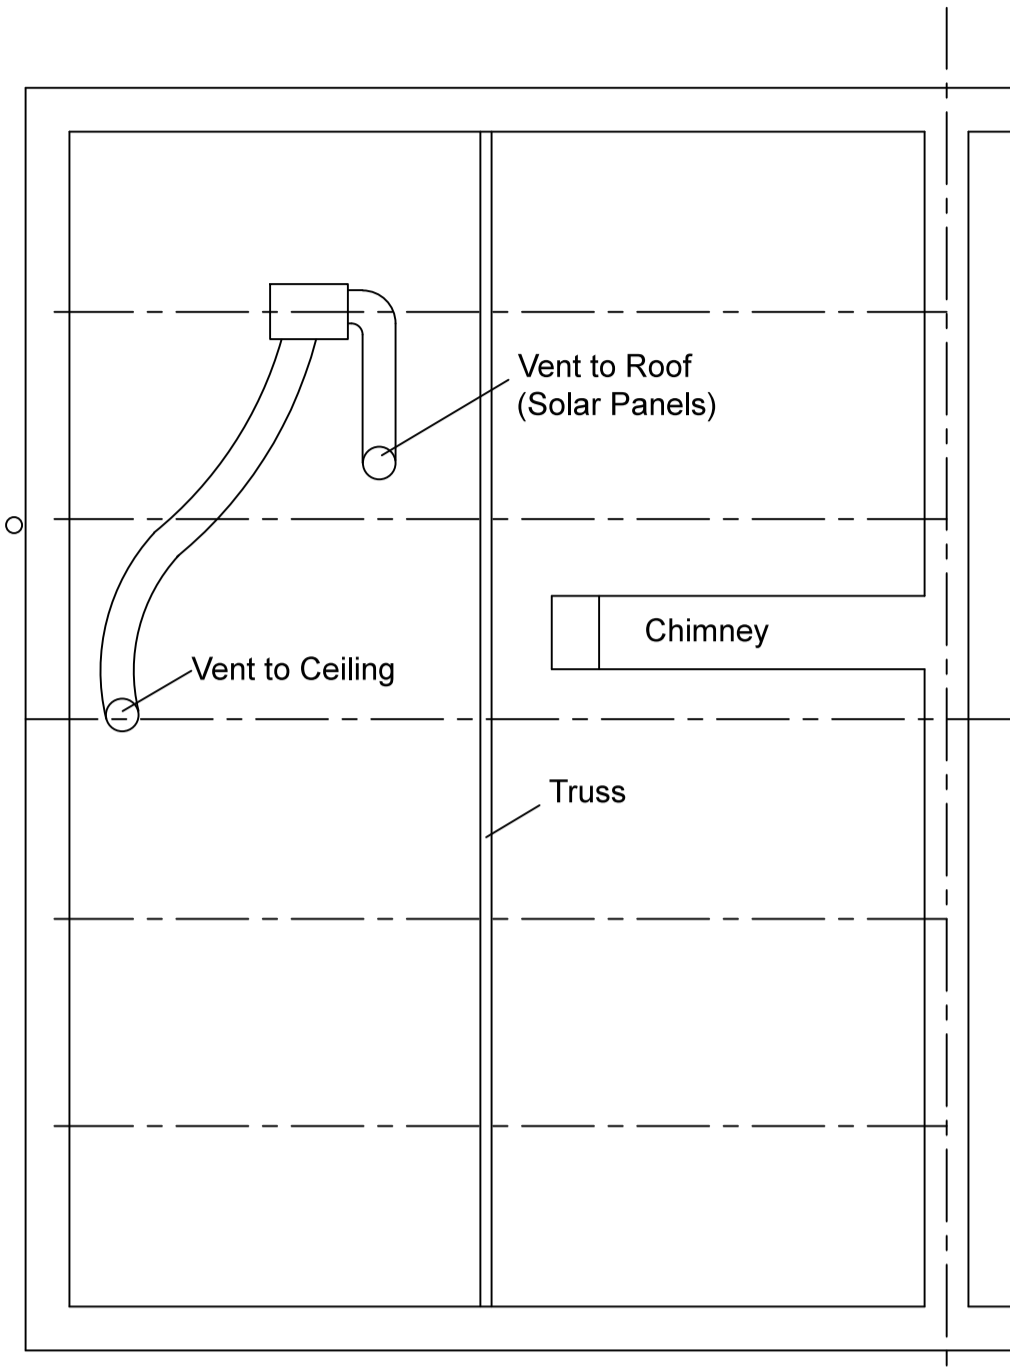 Vent to Roof
(Solar Panels)
Chimney
Vent to Ceiling
Truss